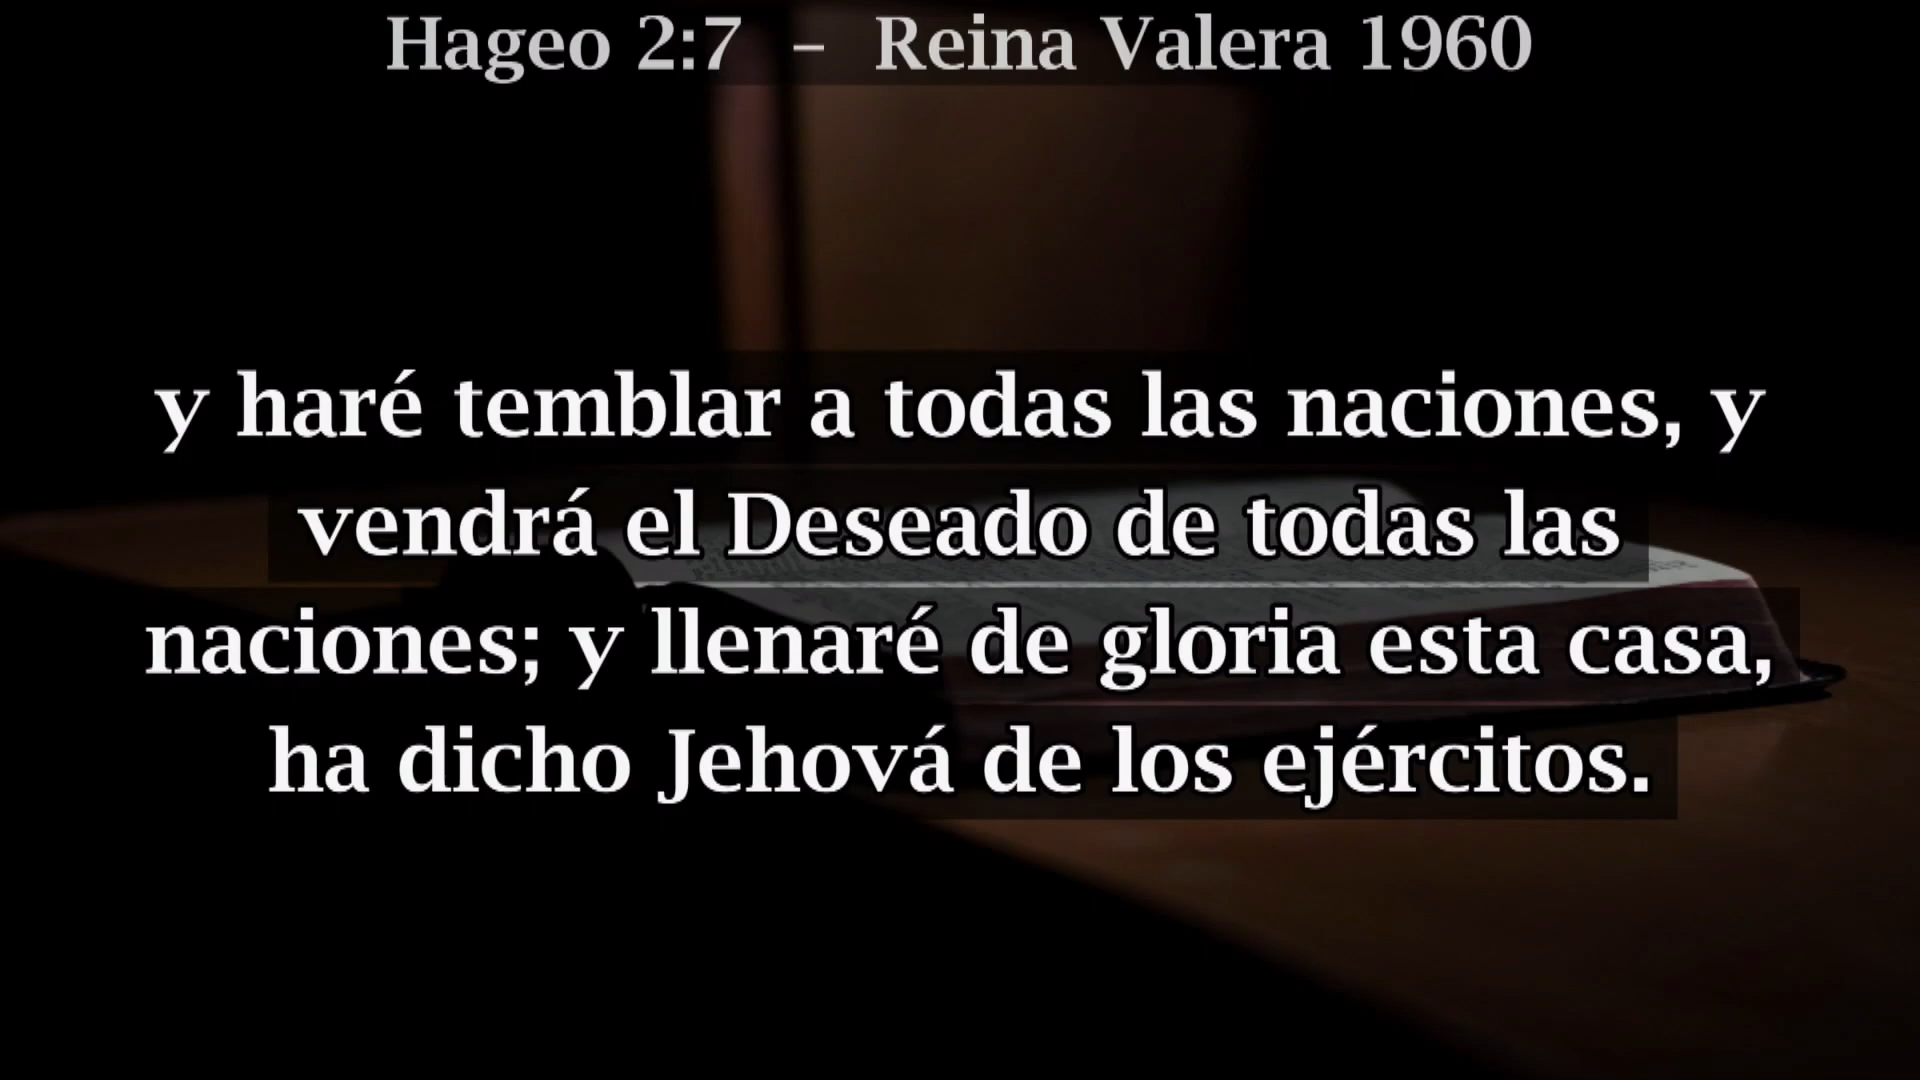 Hageo 2:7 – Reina Valera 1960
y haré temblar a todas las naciones, y
vendrá el Deseado de todas las
naciones; y llenaré de gloria esta casa,
ha dicho Jehová de los ejércitos.